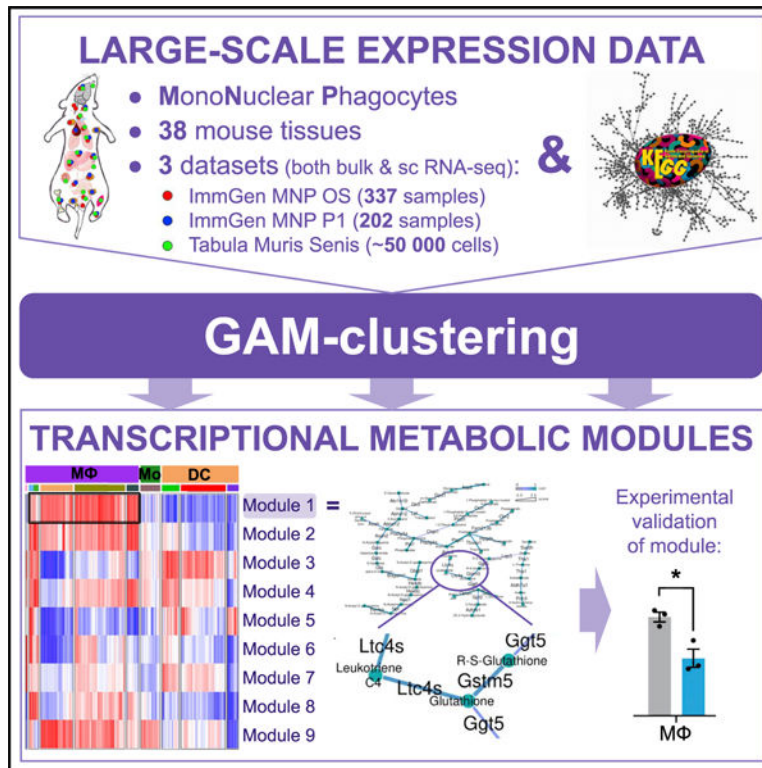 LARGE-SCALE EXPRESSION DATA
• MonoNuclear Phagocytes
• 38 mouse tissues
• 3 datasets (both bulk & sc RNA-seq):
• ImmGen MNP OS (337 samples)
• ImmGen MNP P1 (202 samples)
• Tabula Muris Senis (~50 000 cells)
&
KEGG
GAM-clustering
TRANSCRIPTIONAL METABOLIC MODULES
MΦ Mo DC
Module 1 =
Module 2
Module 3
Module 4
Module 5
Module 6
Module 7
Module 8
Module 9
Ltc4s
Leukotriene
C4
Ltc4s
Glutathione
Gstm5
R-S-Glutathione
Ggt5
Ggt5
Experimental
validation
of module:
*
MΦ